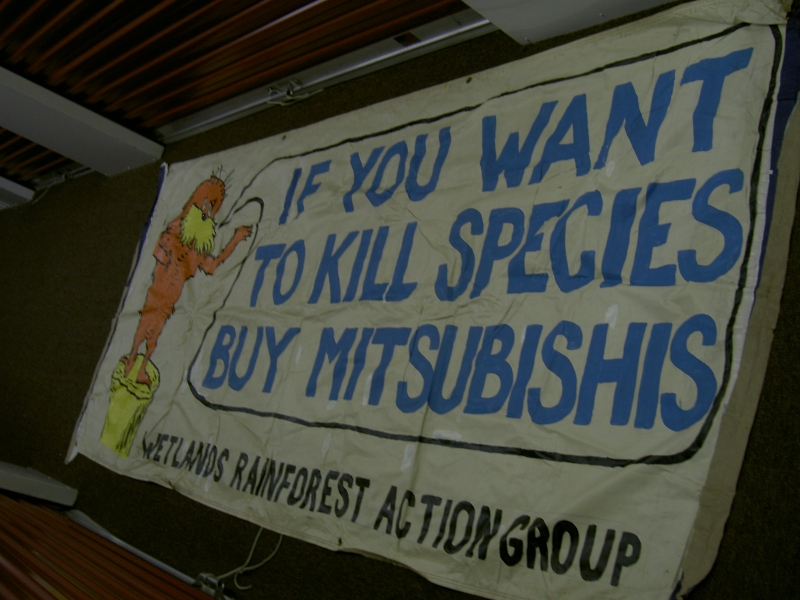 IF YOU WANT
TO KILL SPECIES
BUY MITSUBISHIS
WETLANDS RAINFOREST ACTION GROUP